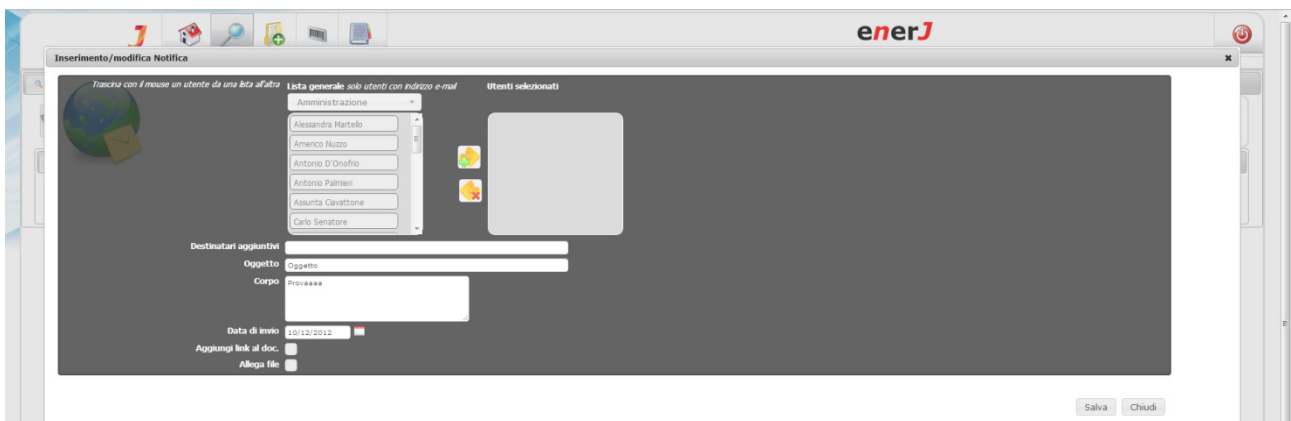 J
enerJ
Inserimento/modifica Notifica
Trascina con il mouse un utente da una lista all'altra
Lista generale solo utenti con indirizzo e-mail
Utenti selezionati
Amministrazione
Alessandra Martello
Americo Nuzzo
Antonio D'Onofrio
Antonio Palmieri
Assunta Cavattone
Carlo Senatore
Destinatari aggiuntivi
Oggetto Oggetto
Corpo Provaaaa
Data di invio 10/12/2012
Aggiungi link al doc.
Allega file
Salva Chiudi